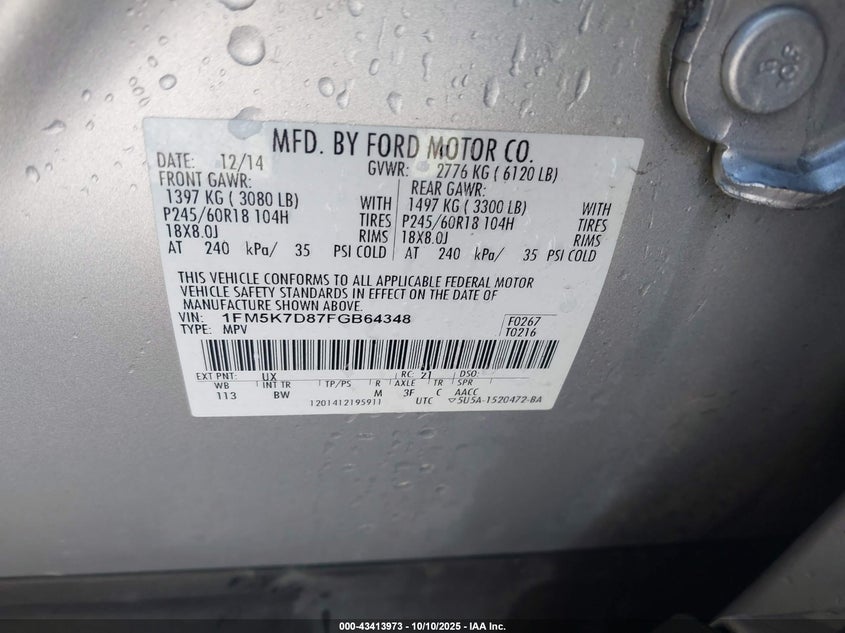 MFD. BY FORD MOTOR CO.
DATE: 12/14 GVWR: 2776 KG ( 6120 LB)
FRONT GAWR: REAR GAWR:
1397 KG ( 3080 LB) WITH 1497 KG ( 3300 LB) WITH
P245/60R18 104H TIRES P245/60R18 104H TIRES
18X8.0J RIMS 18X8.0J RIMS
AT 240 kPa/ 35 PSI COLD AT 240 kPa/ 35 PSI COLD
THIS VEHICLE CONFORMS TO ALL APPLICABLE FEDERAL MOTOR
VEHICLE SAFETY STANDARDS IN EFFECT ON THE DATE OF
MANUFACTURE SHOWN ABOVE.
VIN: 1FM5K7D87FGB64348 F0267
TYPE: MPV T0216
EXT PNT: UX RC: 21 DSO:
WB INT TR TP/PS R AXLE TR SPR
113 BW M 3F C AACC
1201412195911 UTC ▽5U5A-1520472-BA
000-43413973 - 10/10/2025 - IAA Inc.